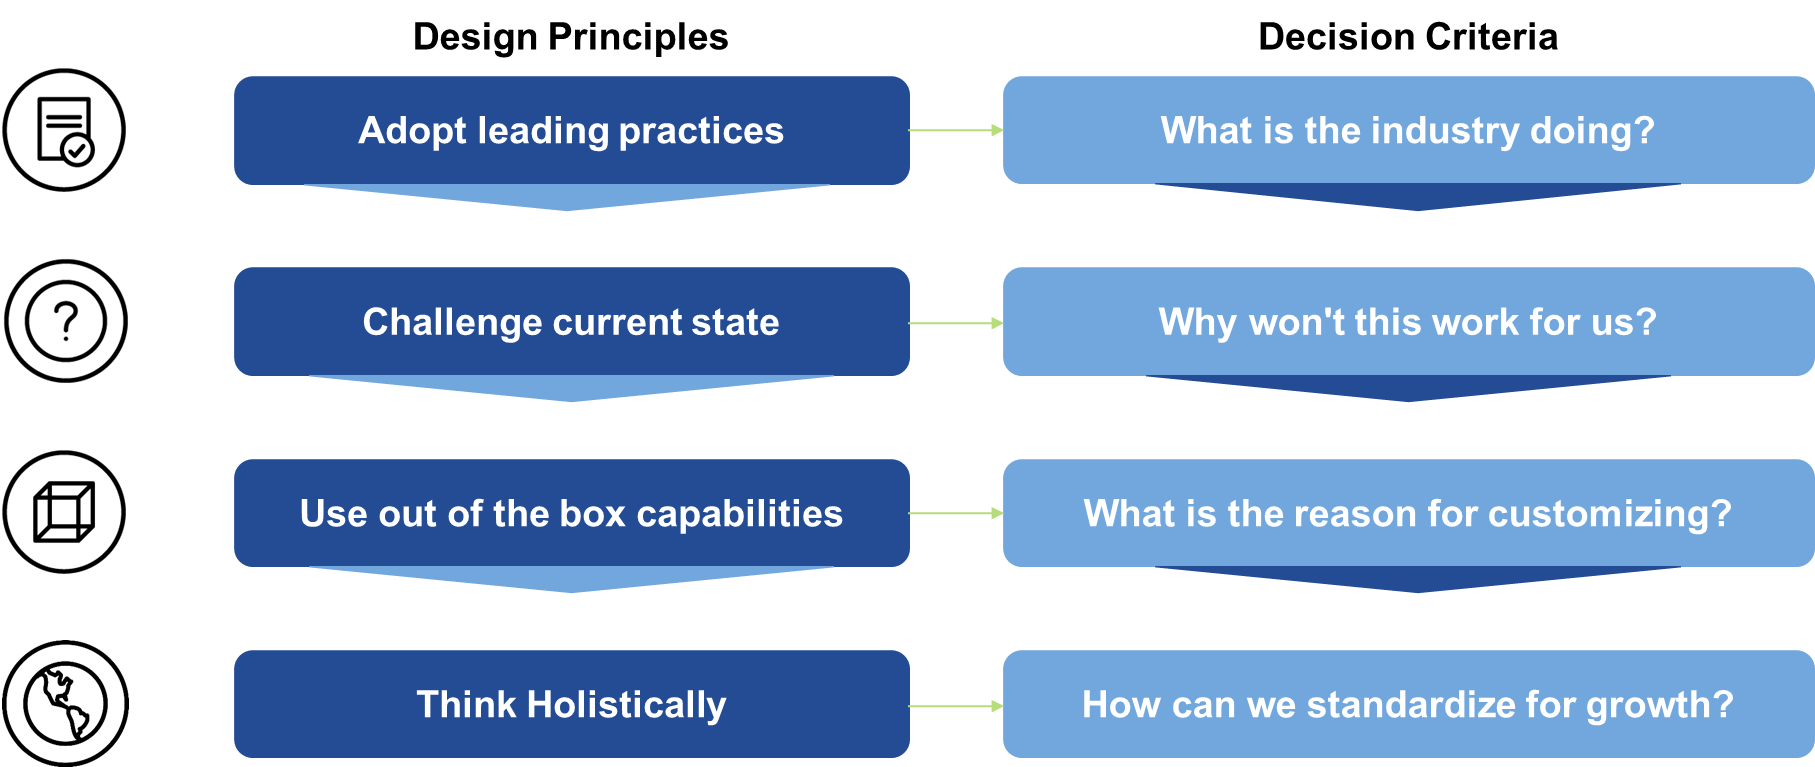 Design Principles
Decision Criteria
Adopt leading practices
What is the industry doing?
Challenge current state
Why won't this work for us?
Use out of the box capabilities
What is the reason for customizing?
Think Holistically
How can we standardize for growth?